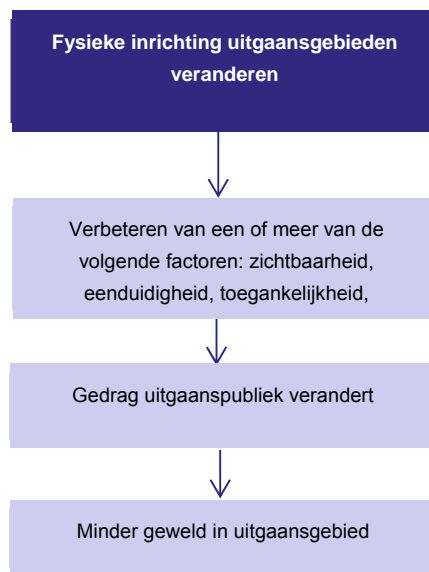 Fysieke inrichting uitgaansgebieden
veranderen
Verbeteren van een of meer van de
volgende factoren: zichtbaarheid,
eenduidigheid, toegankelijkheid,
Gedrag uitgaanspubliek verandert
Minder geweld in uitgaansgebied